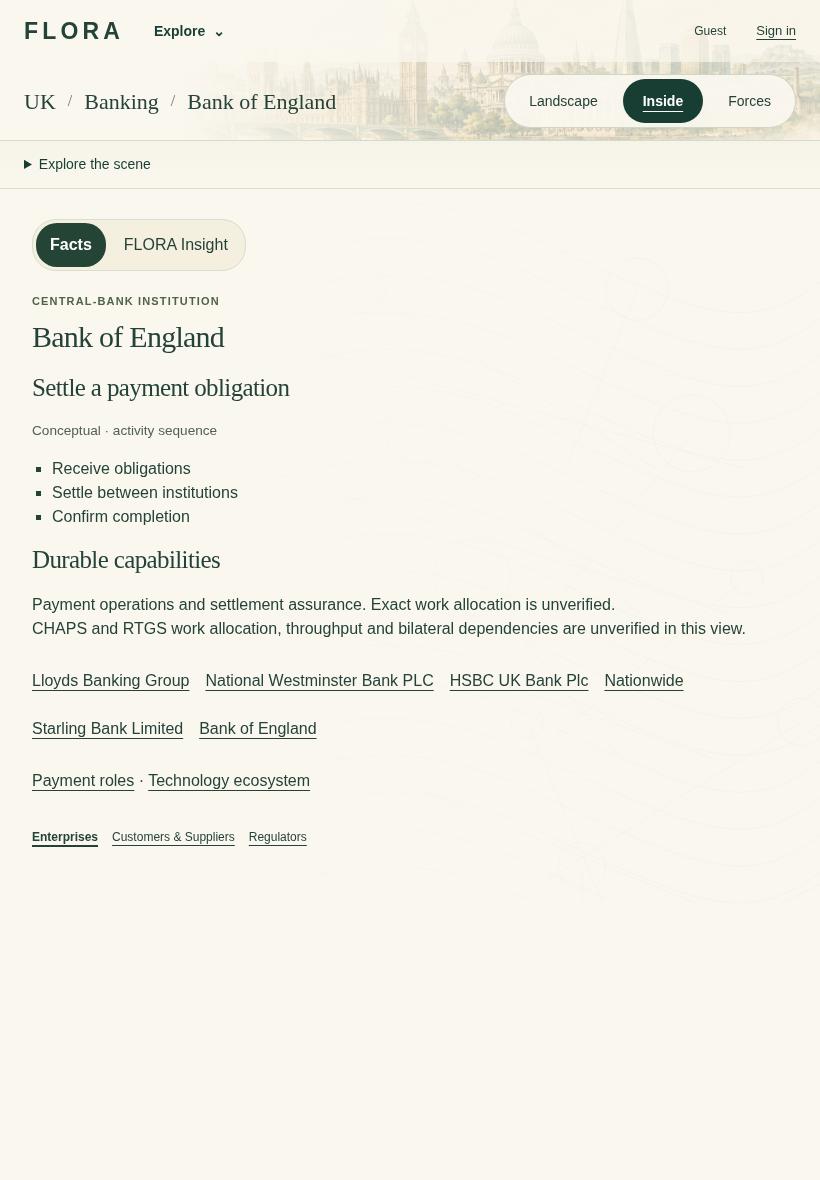 FLORA Explore ⌄ Guest Sign in
UK / Banking / Bank of England Landscape Inside Forces
▶ Explore the scene
Facts FLORA Insight
CENTRAL-BANK INSTITUTION
Bank of England
Settle a payment obligation
Conceptual · activity sequence
▪ Receive obligations
▪ Settle between institutions
▪ Confirm completion
Durable capabilities
Payment operations and settlement assurance. Exact work allocation is unverified.
CHAPS and RTGS work allocation, throughput and bilateral dependencies are unverified in this view.
Lloyds Banking Group National Westminster Bank PLC HSBC UK Bank Plc Nationwide
Starling Bank Limited Bank of England
Payment roles · Technology ecosystem
Enterprises Customers & Suppliers Regulators